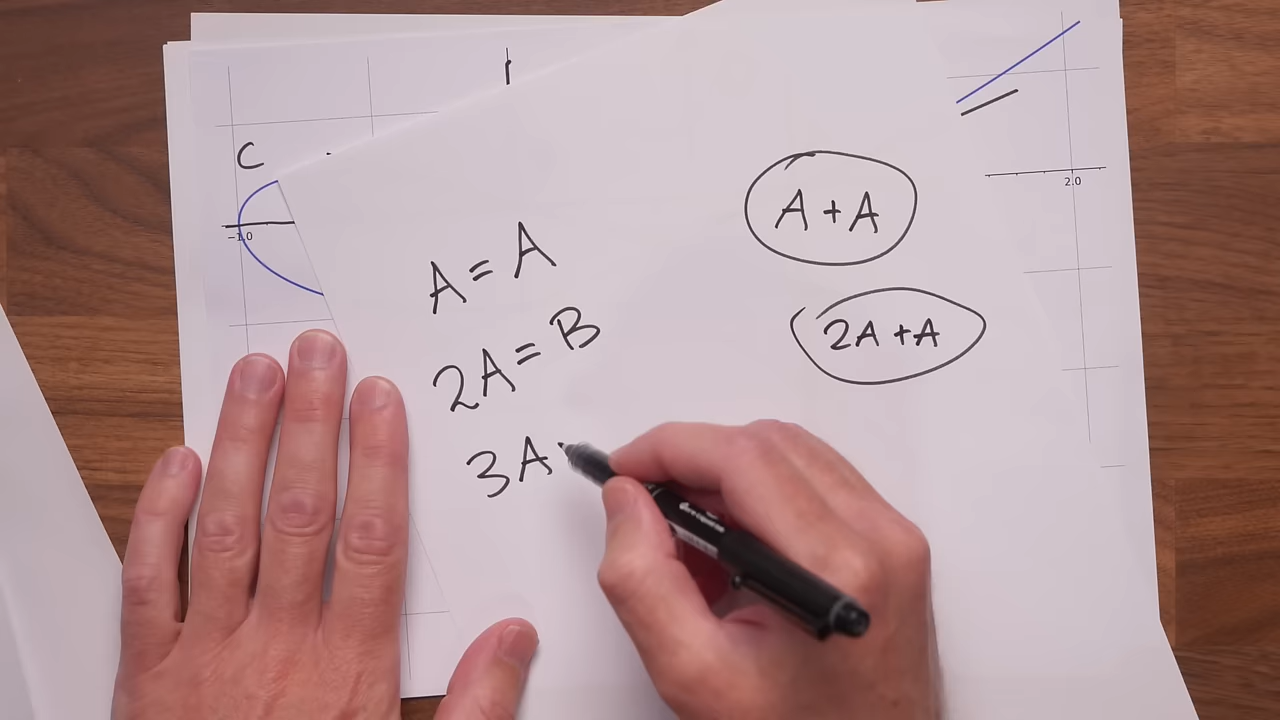 C
-1.0
A = A
2A = B
3A
A + A
2A + A
2.0